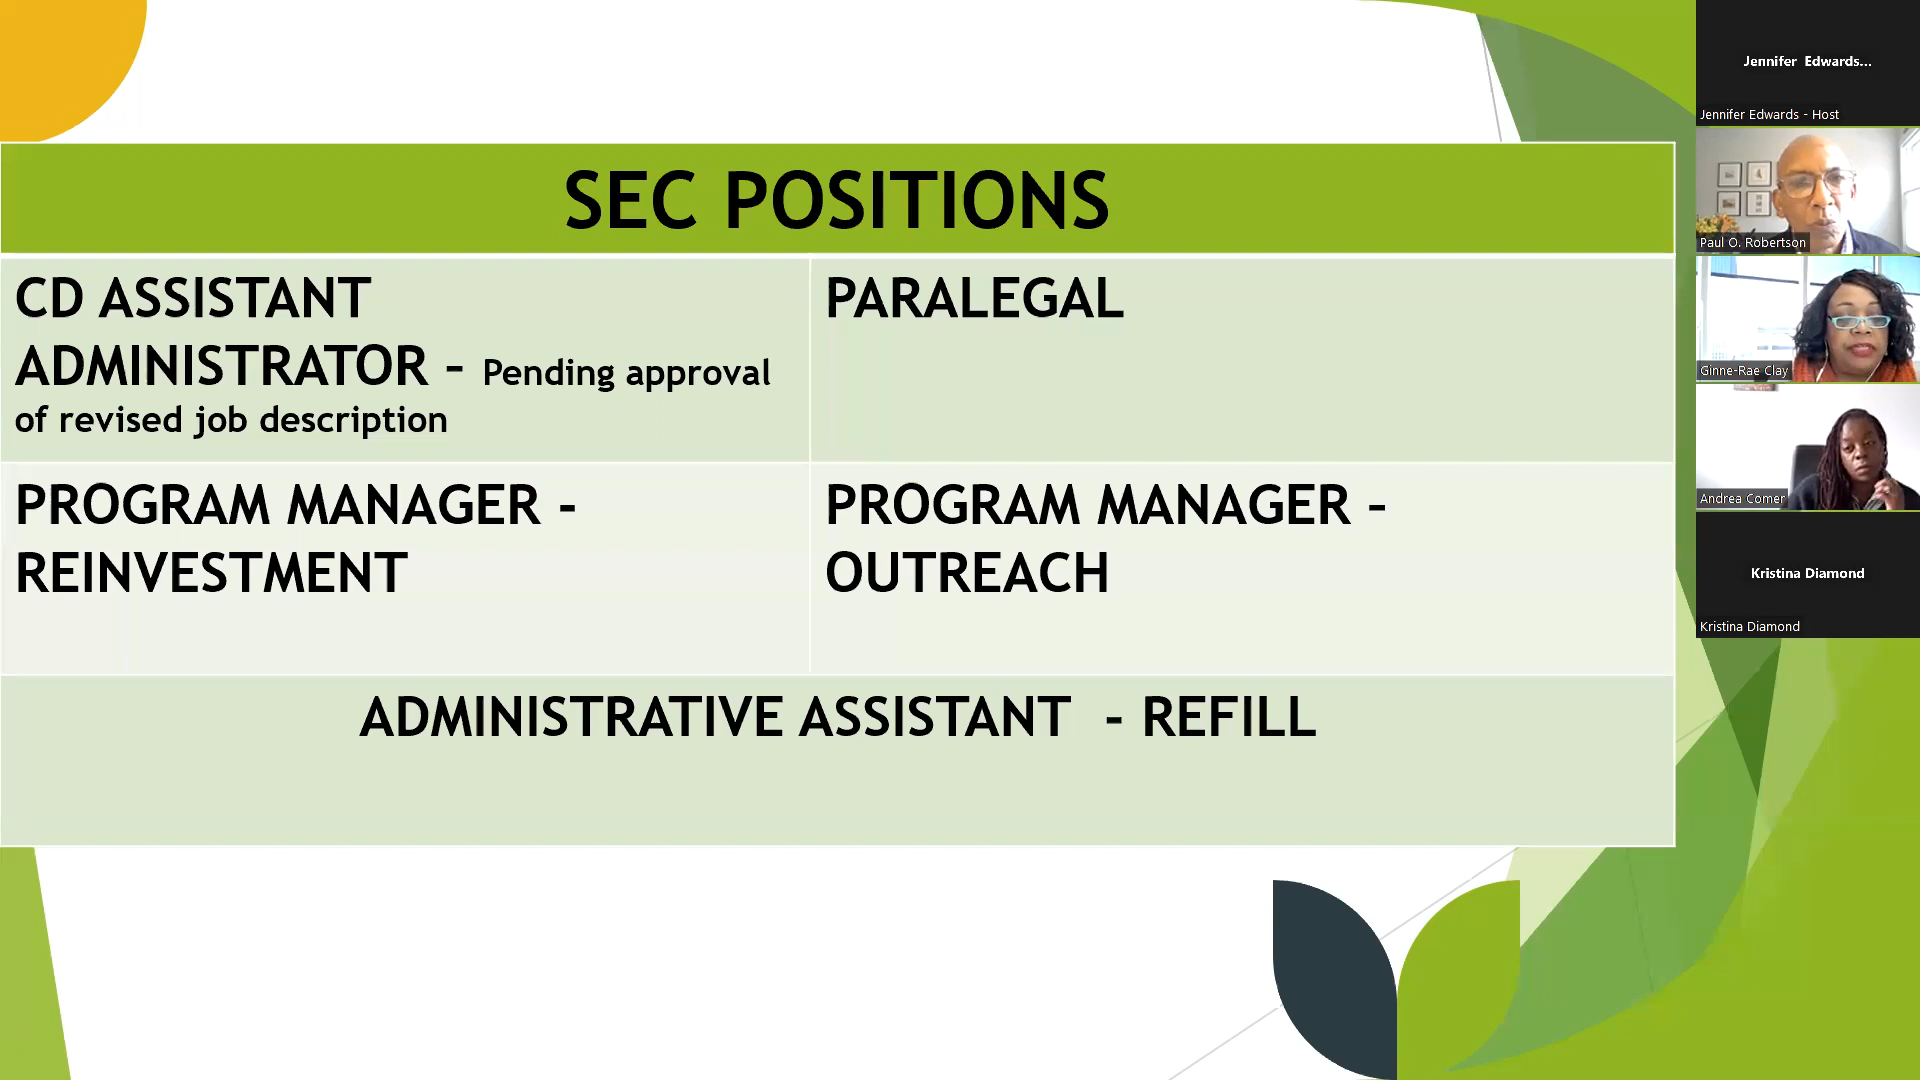 SEC POSITIONS
CD ASSISTANT
ADMINISTRATOR – Pending approval
of revised job description
PARALEGAL
PROGRAM MANAGER -
REINVESTMENT
PROGRAM MANAGER –
OUTREACH
ADMINISTRATIVE ASSISTANT - REFILL
Jennifer Edwards...
Jennifer Edwards - Host
Paul O. Robertson
Ginne-Rae Clay
Andrea Comer
Kristina Diamond
Kristina Diamond